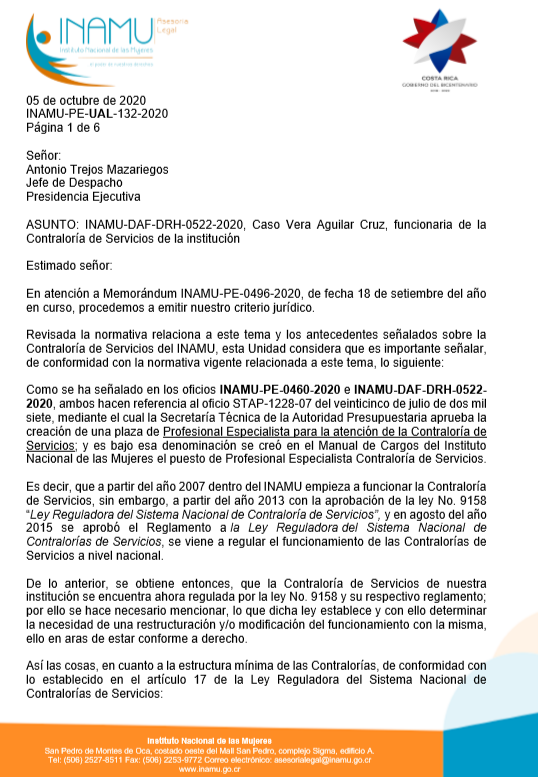 INAMU
Asesoría
Legal
Instituto Nacional de las Mujeres
COSTA RICA
GOBIERNO DEL BICENTENARIO
05 de octubre de 2020
INAMU-PE-UAL-132-2020
Página 1 de 6
Señor:
Antonio Trejos Mazariegos
Jefe de Despacho
Presidencia Ejecutiva
ASUNTO: INAMU-DAF-DRH-0522-2020, Caso Vera Aguilar Cruz, funcionaria de la
Contraloría de Servicios de la institución
Estimado señor:
En atención a Memorándum INAMU-PE-0496-2020, de fecha 18 de setiembre del año
en curso, procedemos a emitir nuestro criterio jurídico.
Revisada la normativa relaciona a este tema y los antecedentes señalados sobre la
Contraloría de Servicios del INAMU, esta Unidad considera que es importante señalar,
de conformidad con la normativa vigente relacionada a este tema, lo siguiente:
Como se ha señalado en los oficios INAMU-PE-0460-2020 e INAMU-DAF-DRH-0522-
2020, ambos hacen referencia al oficio STAP-1228-07 del veinticinco de julio de dos mil
siete, mediante el cual la Secretaría Técnica de la Autoridad Presupuestaria aprueba la
creación de una plaza de Profesional Especialista para la atención de la Contraloría de
Servicios; y es bajo esa denominación se creó en el Manual de Cargos del Instituto
Nacional de las Mujeres el puesto de Profesional Especialista Contraloría de Servicios.
Es decir, que a partir del año 2007 dentro del INAMU empieza a funcionar la Contraloría
de Servicios, sin embargo, a partir del año 2013 con la aprobación de la ley No. 9158
“Ley Reguladora del Sistema Nacional de Contraloría de Servicios”, y en agosto del año
2015 se aprobó el Reglamento a la Ley Reguladora del Sistema Nacional de
Contralorías de Servicios, se viene a regular el funcionamiento de las Contralorías de
Servicios a nivel nacional.
De lo anterior, se obtiene entonces, que la Contraloría de Servicios de nuestra
institución se encuentra ahora regulada por la ley No. 9158 y su respectivo reglamento;
por ello se hace necesario mencionar, lo que dicha ley establece y con ello determinar
la necesidad de una restructuración y/o modificación del funcionamiento con la misma,
ello en aras de estar conforme a derecho.
Así las cosas, en cuanto a la estructura mínima de las Contralorías, de conformidad con
lo establecido en el artículo 17 de la Ley Reguladora del Sistema Nacional de
Contralorías de Servicios:
Instituto Nacional de las Mujeres
San Pedro de Montes de Oca, costado oeste del Mall San Pedro, complejo Sigma, edificio A.
Tel: (506) 2527-8511 Fax: (506) 2253-9772 Correo electrónico: asesorialegal@inamu.go.cr
www.inamu.go.cr